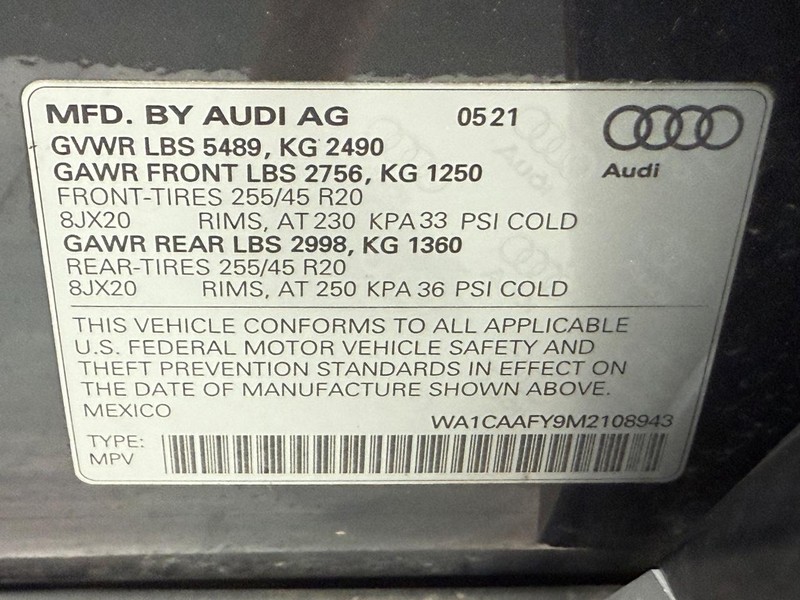 MFD. BY AUDI AG 0521
GVWR LBS 5489, KG 2490
GAWR FRONT LBS 2756, KG 1250
Audi
FRONT-TIRES 255/45 R20
8JX20 RIMS, AT 230 KPA 33 PSI COLD
GAWR REAR LBS 2998, KG 1360
REAR-TIRES 255/45 R20
8JX20 RIMS, AT 250 KPA 36 PSI COLD
THIS VEHICLE CONFORMS TO ALL APPLICABLE
U.S. FEDERAL MOTOR VEHICLE SAFETY AND
THEFT PREVENTION STANDARDS IN EFFECT ON
THE DATE OF MANUFACTURE SHOWN ABOVE.
MEXICO
WA1CAAFY9M2108943
TYPE:
MPV